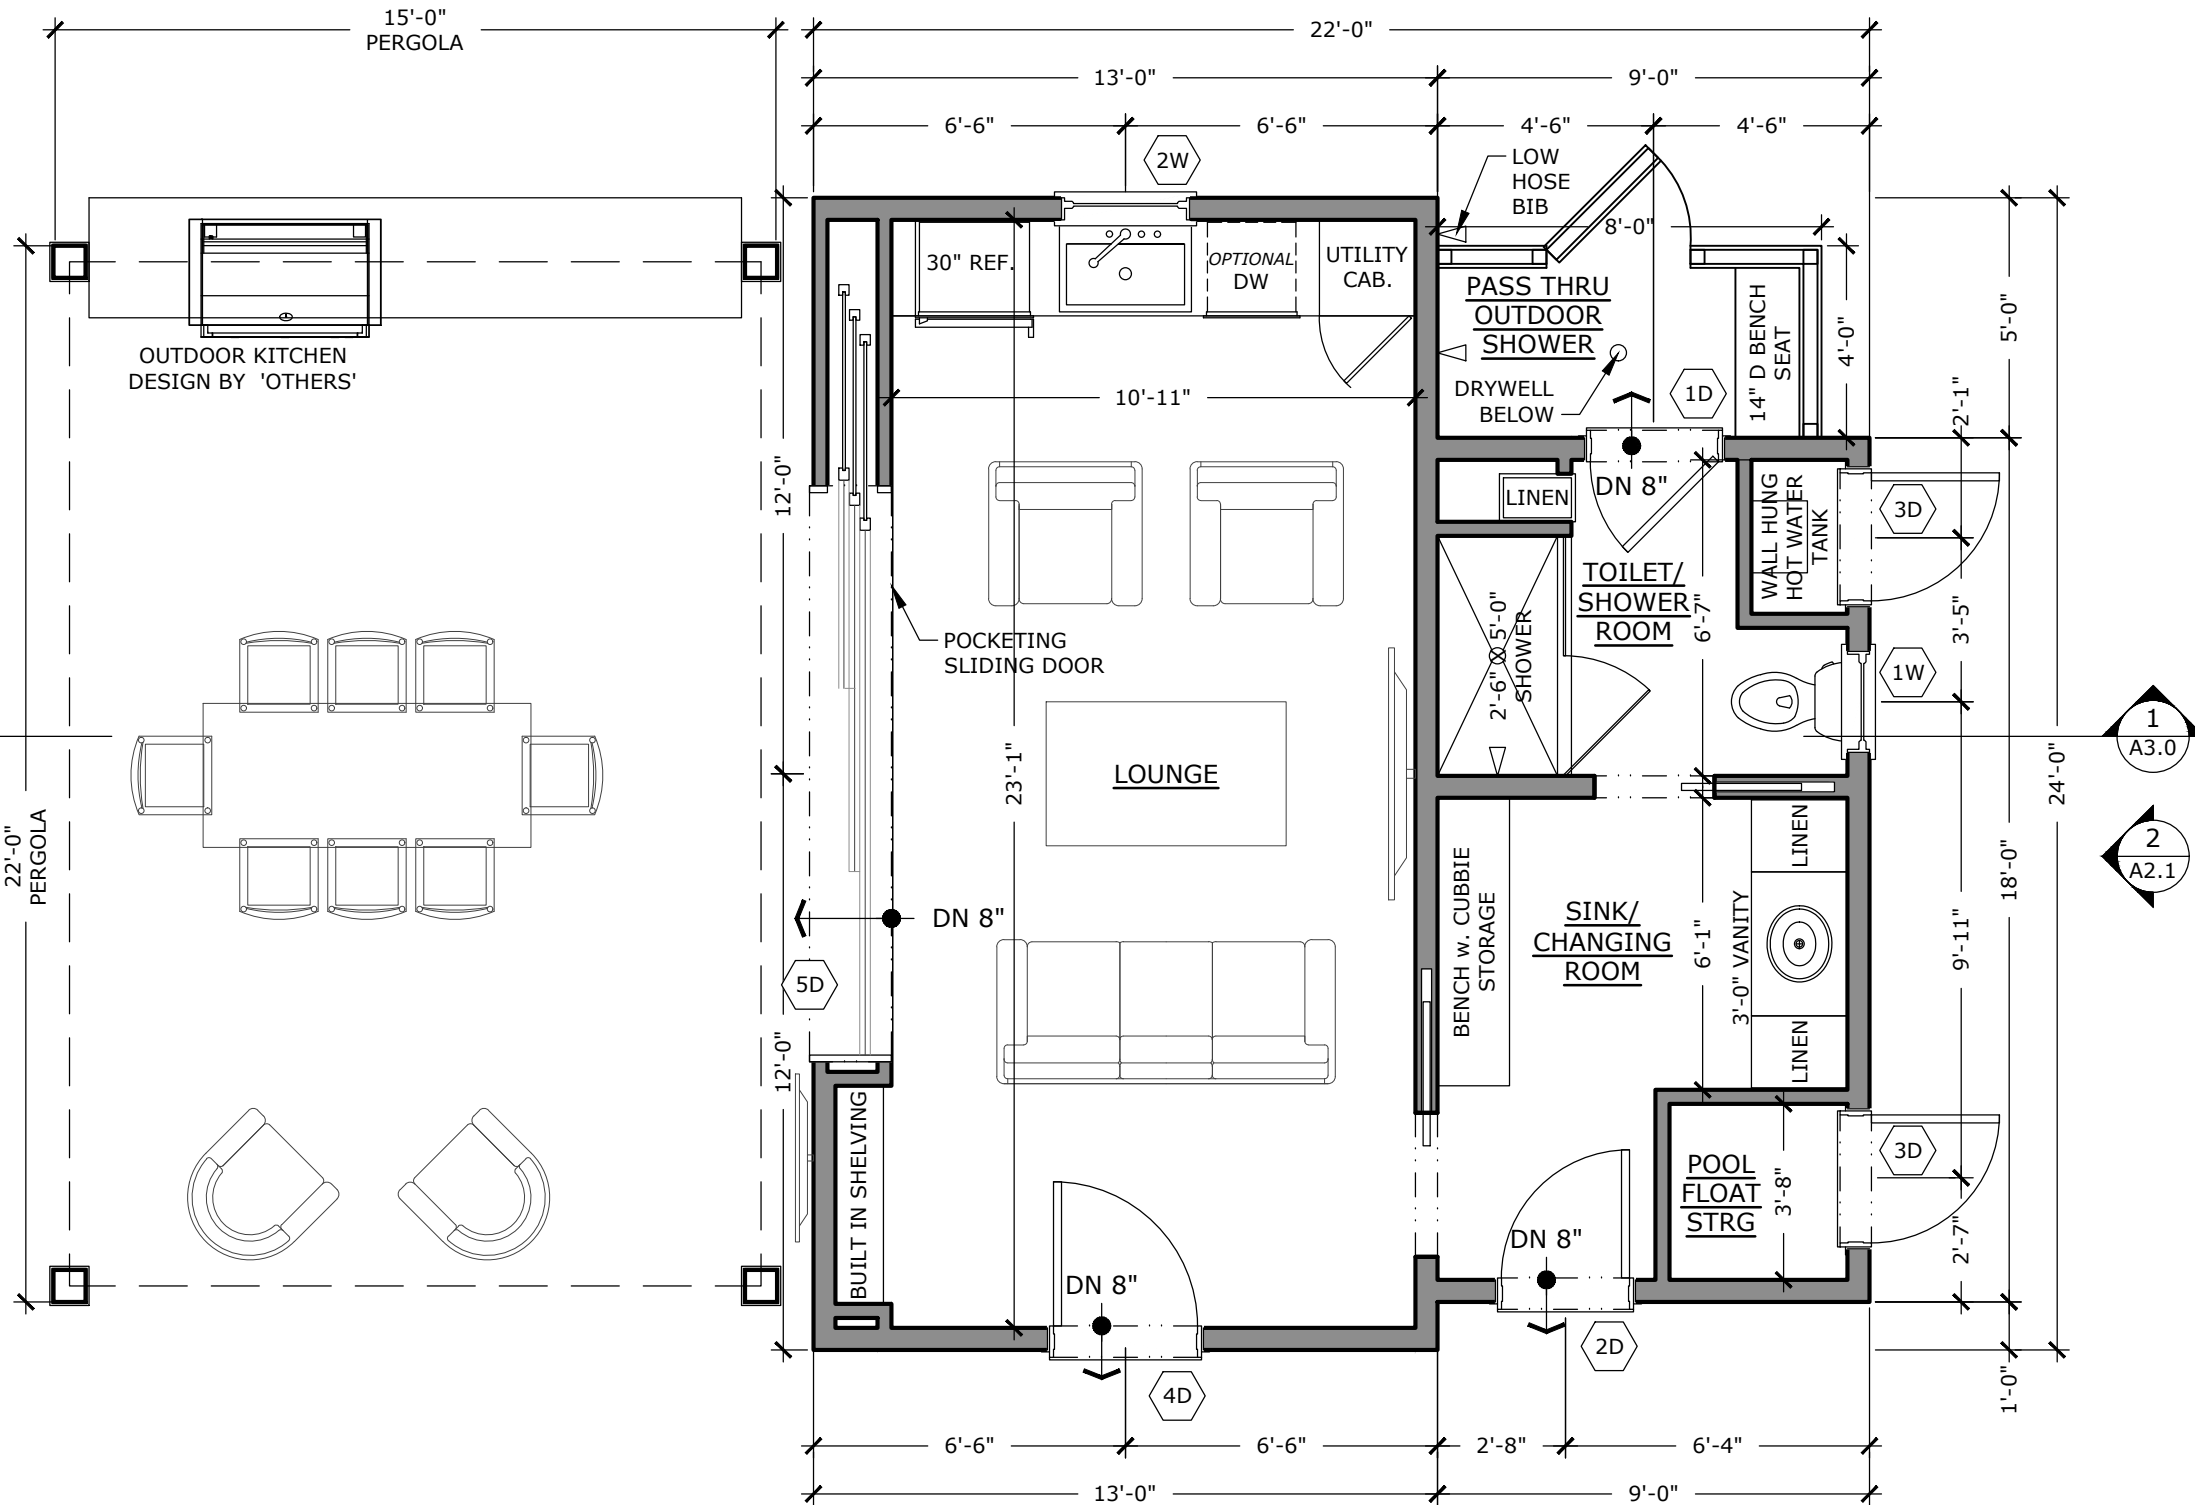 15'-0"
PERGOLA
22'-0"
13'-0"
9'-0"
6'-6"
6'-6"
4'-6"
4'-6"
2W
LOW
HOSE
BIB
8'-0"
30" REF.
OPTIONAL
DW
UTILITY
CAB.
PASS THRU
OUTDOOR
SHOWER
14" D BENCH
SEAT
4'-0"
5'-0"
OUTDOOR KITCHEN
DESIGN BY 'OTHERS'
10'-11"
DRYWELL
BELOW
1D
2'-1"
12'-0"
LINEN
DN 8"
WALL HUNG
HOT WATER
TANK
3D
TOILET/
SHOWER
ROOM
6'-7"
3'-5"
2'-6" X 5'-0"
SHOWER
POCKETING
SLIDING DOOR
1W
1
A3.0
LOUNGE
23'-1"
24'-0"
22'-0"
PERGOLA
BENCH w. CUBBIE
STORAGE
LINEN
2
A2.1
18'-0"
DN 8"
SINK/
CHANGING
ROOM
6'-1"
3'-0" VANITY
9'-11"
5D
12'-0"
LINEN
BUILT IN SHELVING
POOL
FLOAT
STRG
3'-8"
3D
2'-7"
DN 8"
DN 8"
2D
4D
1'-0"
6'-6"
6'-6"
2'-8"
6'-4"
13'-0"
9'-0"